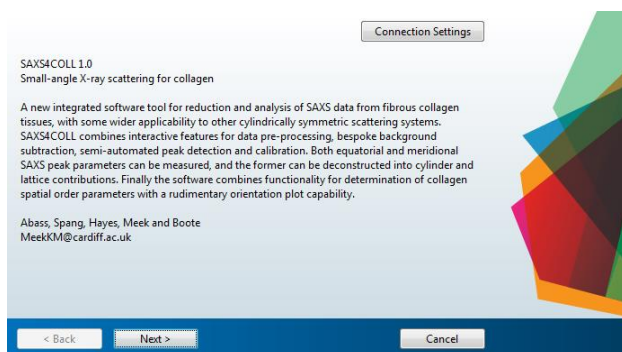 Connection Settings
SAXS4COLL 1.0
Small-angle X-ray scattering for collagen
A new integrated software tool for reduction and analysis of SAXS data from fibrous collagen
tissues, with some wider applicability to other cylindrically symmetric scattering systems.
SAXS4COLL combines interactive features for data pre-processing, bespoke background
subtraction, semi-automated peak detection and calibration. Both equatorial and meridional
SAXS peak parameters can be measured, and the former can be deconstructed into cylinder and
lattice contributions. Finally the software combines functionality for determination of collagen
spatial order parameters with a rudimentary orientation plot capability.
Abass, Spang, Hayes, Meek and Boote
MeekKM@cardiff.ac.uk
< Back Next > Cancel